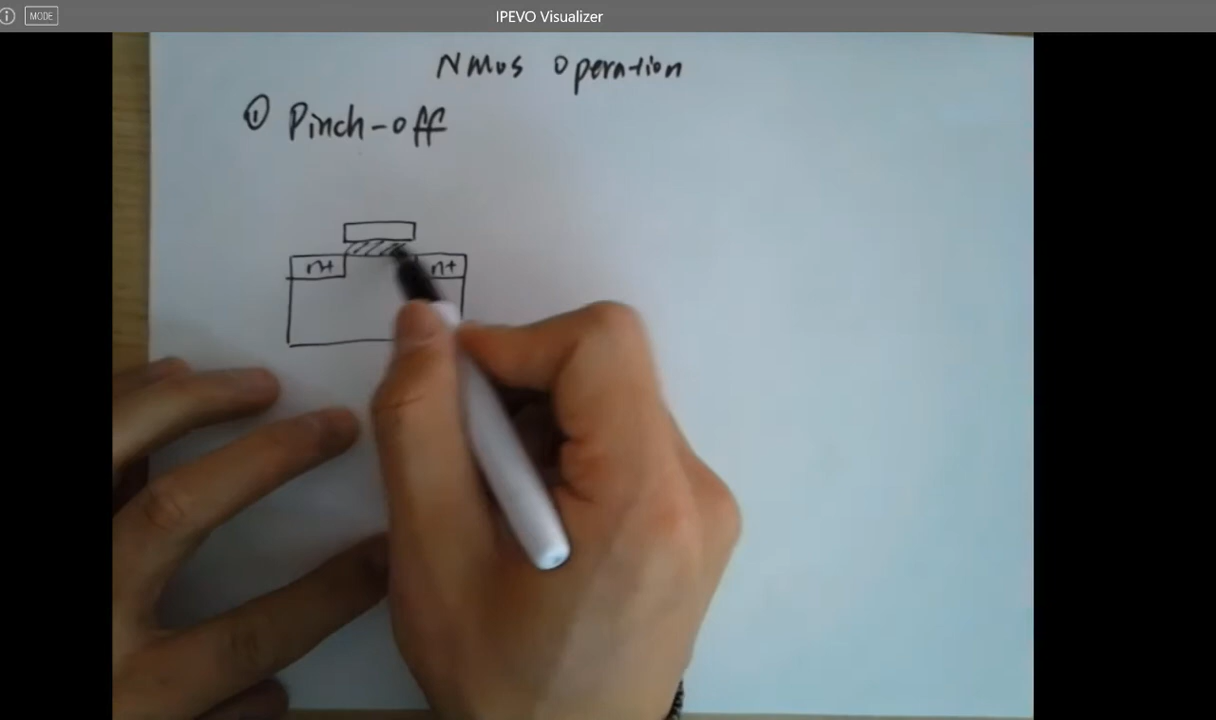 MODE
IPEVO Visualizer
NMOS Operation
① Pinch-off
n+ n+